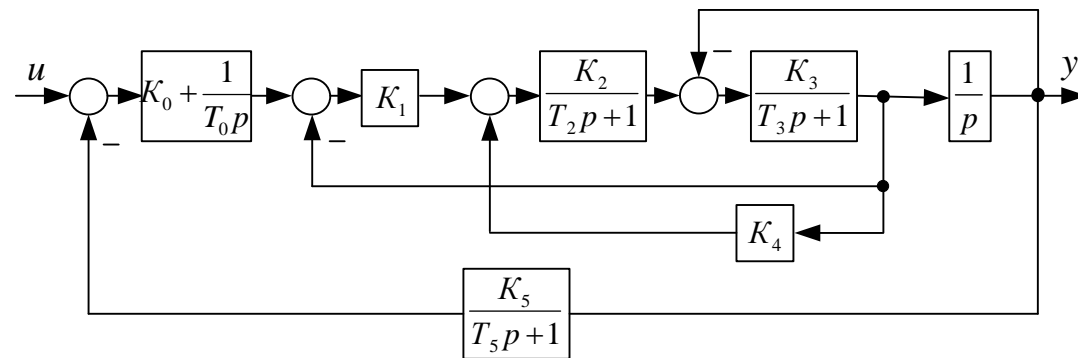 u
K₀ + 1/(T₀p)
K₁
K₂/(T₂p+1)
K₃/(T₃p+1)
1/p
y
−
−
−
K₄
K₅/(T₅p+1)